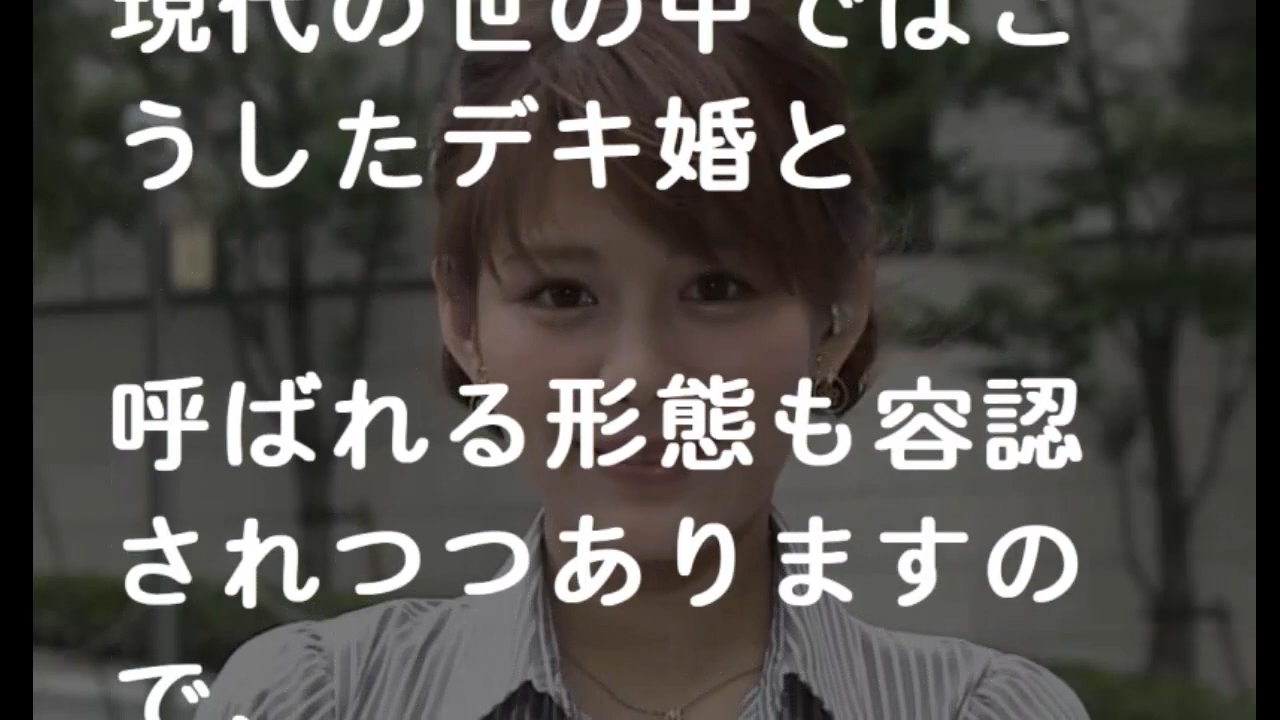 現代の世の中ではこ
うしたデキ婚と
呼ばれる形態も容認
されつつありますの
で、